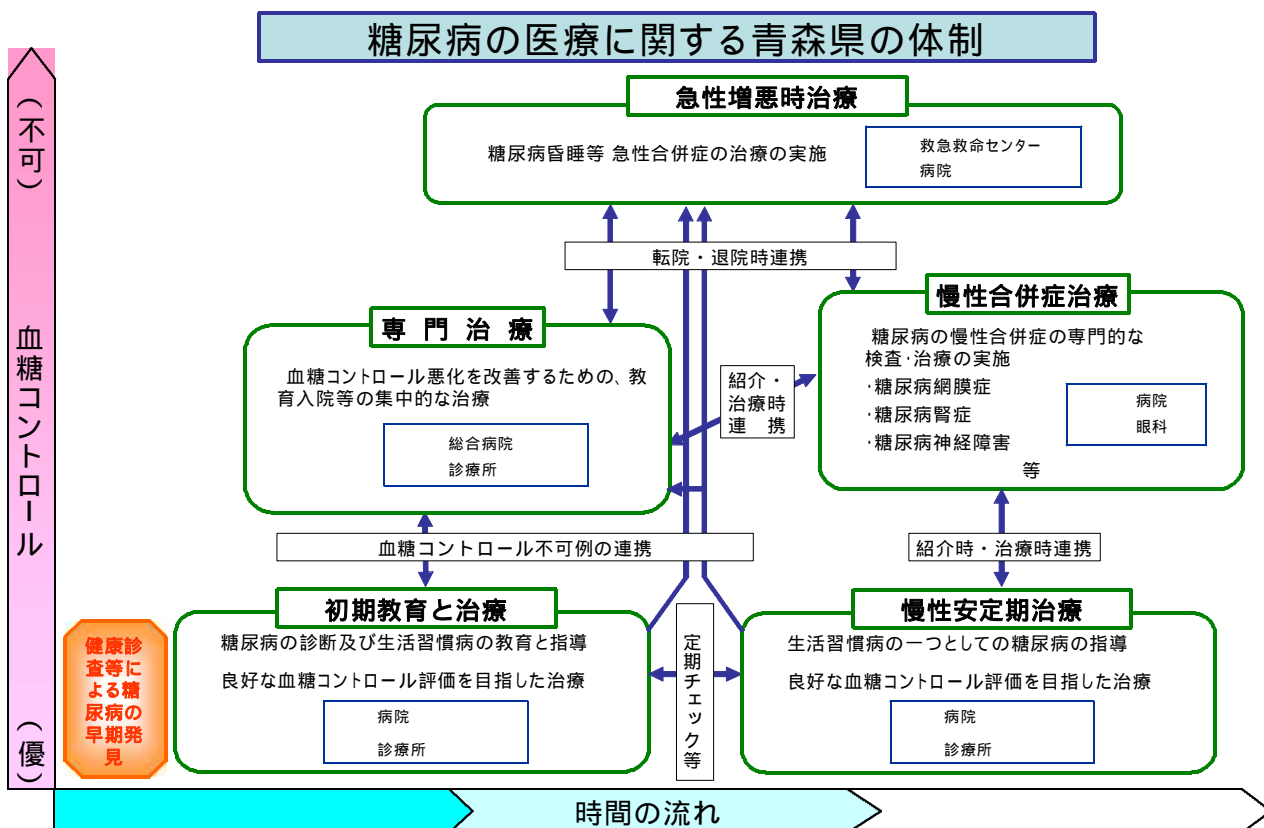 糖尿病の医療に関する青森県の体制
(不可)
血糖コントロール
(優)
急性増悪時治療
糖尿病昏睡等 急性合併症の治療の実施
救急救命センター
病院
転院・退院時連携
専門治療
血糖コントロール悪化を改善するための、教
育入院等の集中的な治療
総合病院
診療所
紹介・
治療時
連 携
慢性合併症治療
糖尿病の慢性合併症の専門的な
検査・治療の実施
・糖尿病網膜症
・糖尿病腎症
・糖尿病神経障害
等
病院
眼科
血糖コントロール不可例の連携
紹介時・治療時連携
健康診
査等に
よる糖
尿病の
早期発
見
初期教育と治療
糖尿病の診断及び生活習慣病の教育と指導
良好な血糖コントロール評価を目指した治療
病院
診療所
定期チェック等
慢性安定期治療
生活習慣病の一つとしての糖尿病の指導
良好な血糖コントロール評価を目指した治療
病院
診療所
時間の流れ